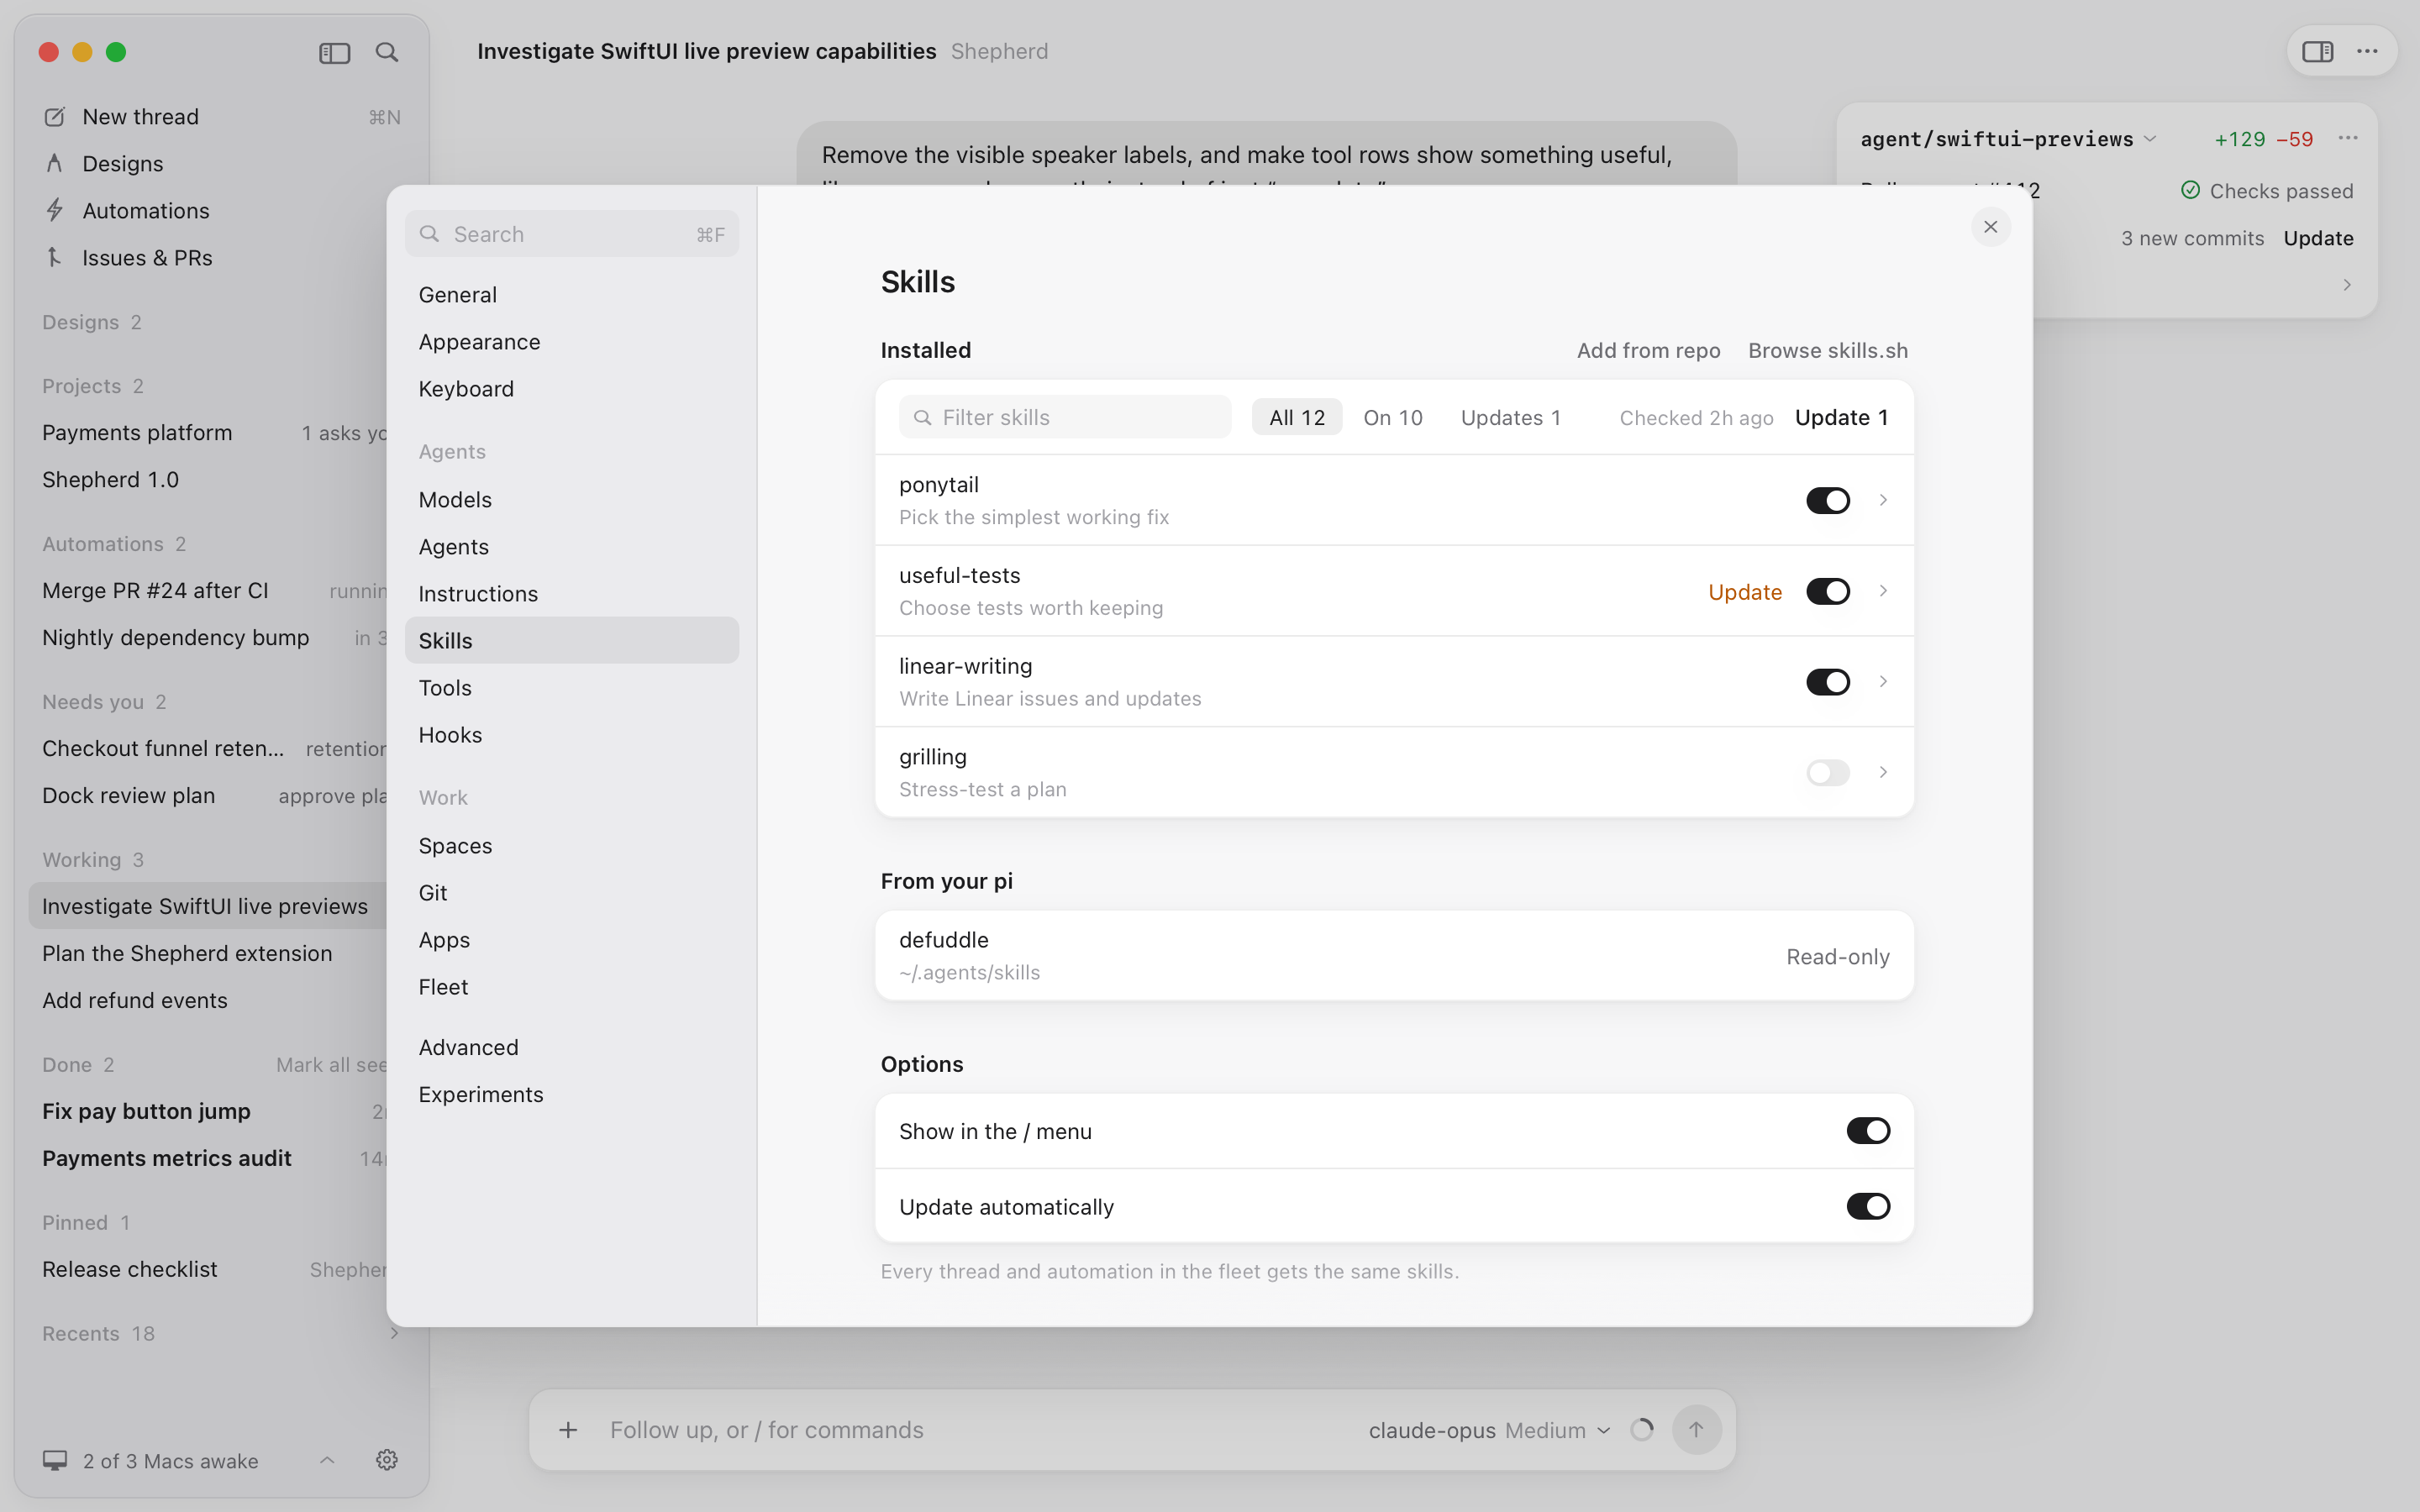 Investigate SwiftUI live preview capabilities Shepherd
New thread ⌘N
Designs
Automations
Issues & PRs
Designs 2
Projects 2
Payments platform 1 asks yo
Shepherd 1.0
Automations 2
Merge PR #24 after CI runnin
Nightly dependency bump in 3
Needs you 2
Checkout funnel reten... retention
Dock review plan approve pla
Working 3
Investigate SwiftUI live previews
Plan the Shepherd extension
Add refund events
Done 2 Mark all see
Fix pay button jump 2
Payments metrics audit 14
Pinned 1
Release checklist Shepher
Recents 18
2 of 3 Macs awake
Remove the visible speaker labels, and make tool rows show something useful,
agent/swiftui-previews +129 −59
Checks passed
3 new commits Update
Search ⌘F
General
Appearance
Keyboard
Agents
Models
Agents
Instructions
Skills
Tools
Hooks
Work
Spaces
Git
Apps
Fleet
Advanced
Experiments
Skills
Installed Add from repo Browse skills.sh
Filter skills All 12 On 10 Updates 1 Checked 2h ago Update 1
ponytail
Pick the simplest working fix
useful-tests
Choose tests worth keeping
Update
linear-writing
Write Linear issues and updates
grilling
Stress-test a plan
From your pi
defuddle
~/.agents/skills
Read-only
Options
Show in the / menu
Update automatically
Every thread and automation in the fleet gets the same skills.
Follow up, or / for commands claude-opus Medium